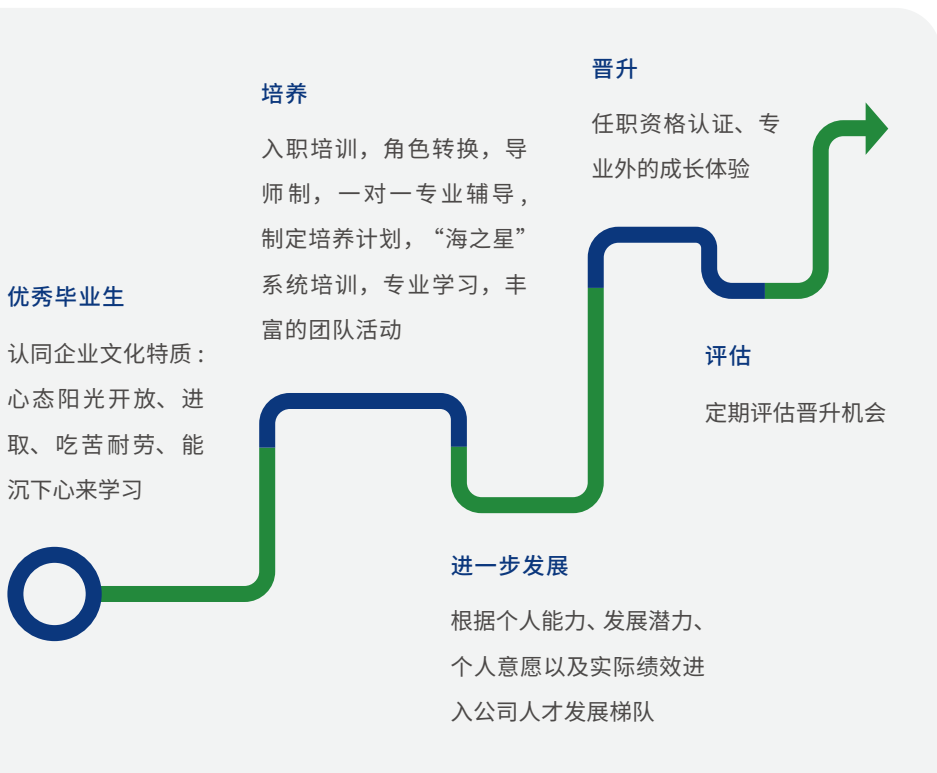 优秀毕业生
认同企业文化特质：
心态阳光开放、进
取、吃苦耐劳、能
沉下心来学习
培养
入职培训，角色转换，导
师制，一对一专业辅导，
制定培养计划，“海之星”
系统培训，专业学习，丰
富的团队活动
进一步发展
根据个人能力、发展潜力、
个人意愿以及实际绩效进
入公司人才发展梯队
晋升
任职资格认证、专
业外的成长体验
评估
定期评估晋升机会